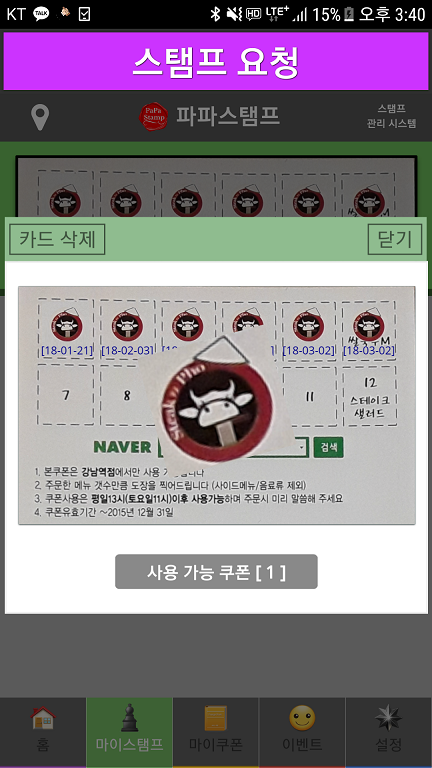 KT TALK HD LTE+ 15% 오후 3:40
스탬프 요청
PaPa Stamp 파파스탬프
스탬프
관리 시스템
카드 삭제 닫기
[18-01-21] [18-02-03] [18-03-02] [18-03-02]
Steak n Pho
7 8 11 12
스테이크
샐러드
NAVER 검색
1. 본쿠폰은 강남역점에서만 사용
2. 주문한 메뉴 갯수만큼 도장을 찍어드립니다 (사이드메뉴/음료류 제외)
3. 쿠폰사용은 평일13시(토요일11시)이후 사용가능하며 주문시 미리 말씀해 주세요
4. 쿠폰유효기간 ~2015년 12월 31일
사용 가능 쿠폰 [ 1 ]
홈 마이스탬프 마이쿠폰 이벤트 설정